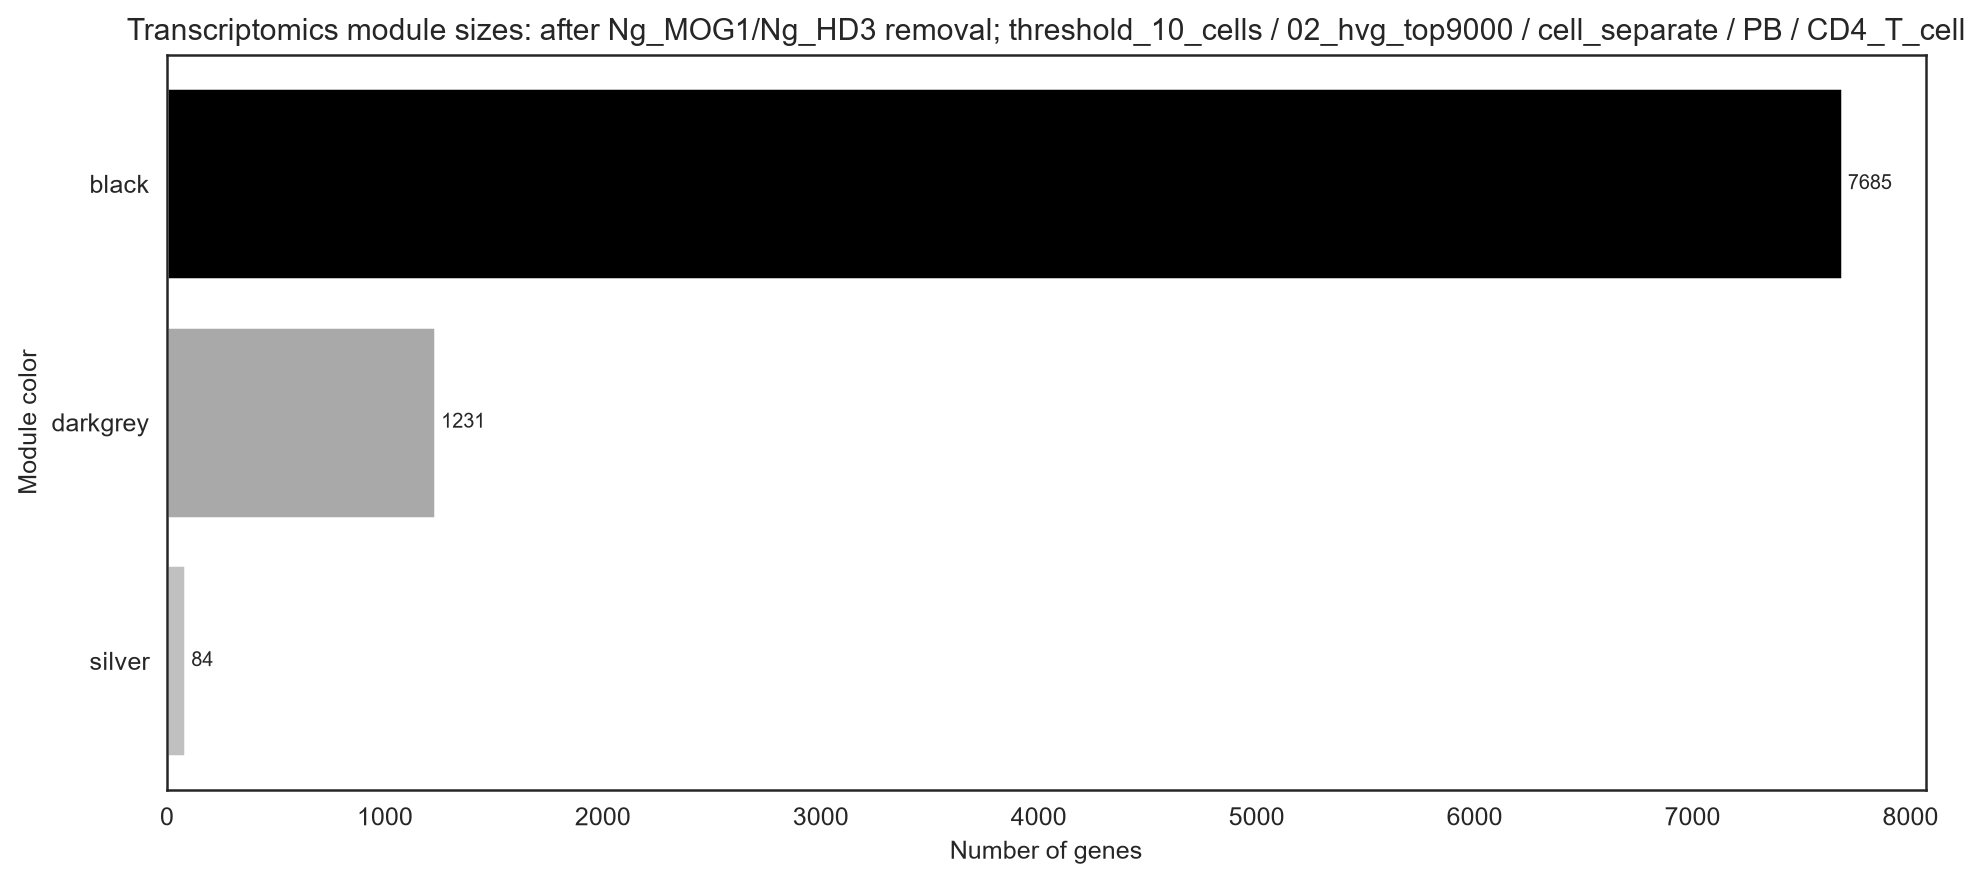 Transcriptomics module sizes: after Ng_MOG1/Ng_HD3 removal; threshold_10_cells / 02_hvg_top9000 / cell_separate / PB / CD4_T_cell
Module color
black
7685
darkgrey
1231
silver
84
0 1000 2000 3000 4000 5000 6000 7000 8000
Number of genes